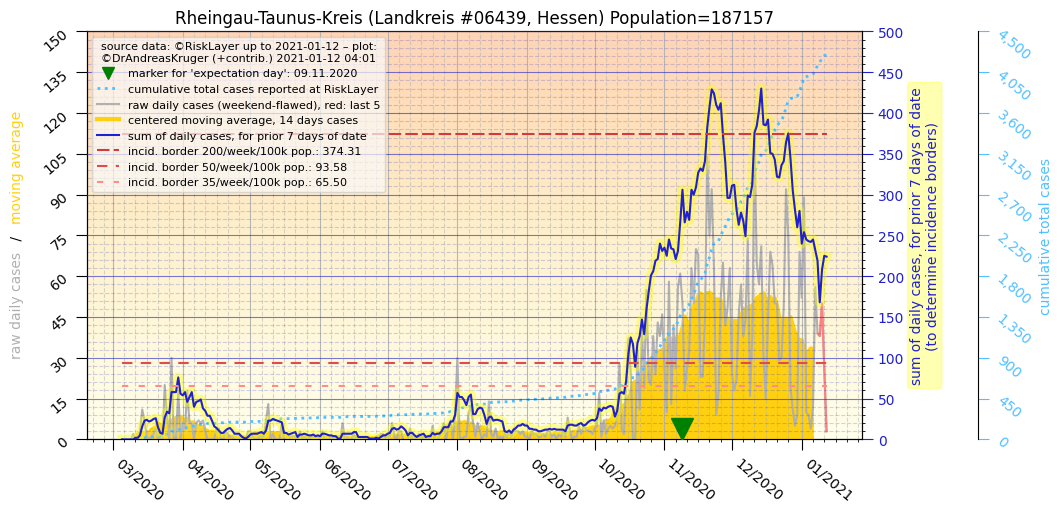 Rheingau-Taunus-Kreis (Landkreis #06439, Hessen) Population=187157
source data: ©RiskLayer up to 2021-01-12 – plot:
©DrAndreasKruger (+contrib.) 2021-01-12 04:01
marker for 'expectation day': 09.11.2020
cumulative total cases reported at RiskLayer
raw daily cases (weekend-flawed), red: last 5
centered moving average, 14 days cases
sum of daily cases, for prior 7 days of date
incid. border 200/week/100k pop.: 374.31
incid. border 50/week/100k pop.: 93.58
incid. border 35/week/100k pop.: 65.50
raw daily cases / moving average
150
135
120
105
90
75
60
45
30
15
0
03/2020
04/2020
05/2020
06/2020
07/2020
08/2020
09/2020
10/2020
11/2020
12/2020
01/2021
500
450
400
350
300
250
200
150
100
50
0
sum of daily cases, for prior 7 days of date
(to determine incidence borders)
4,500
4,050
3,600
3,150
2,700
2,250
1,800
1,350
900
450
0
cumulative total cases